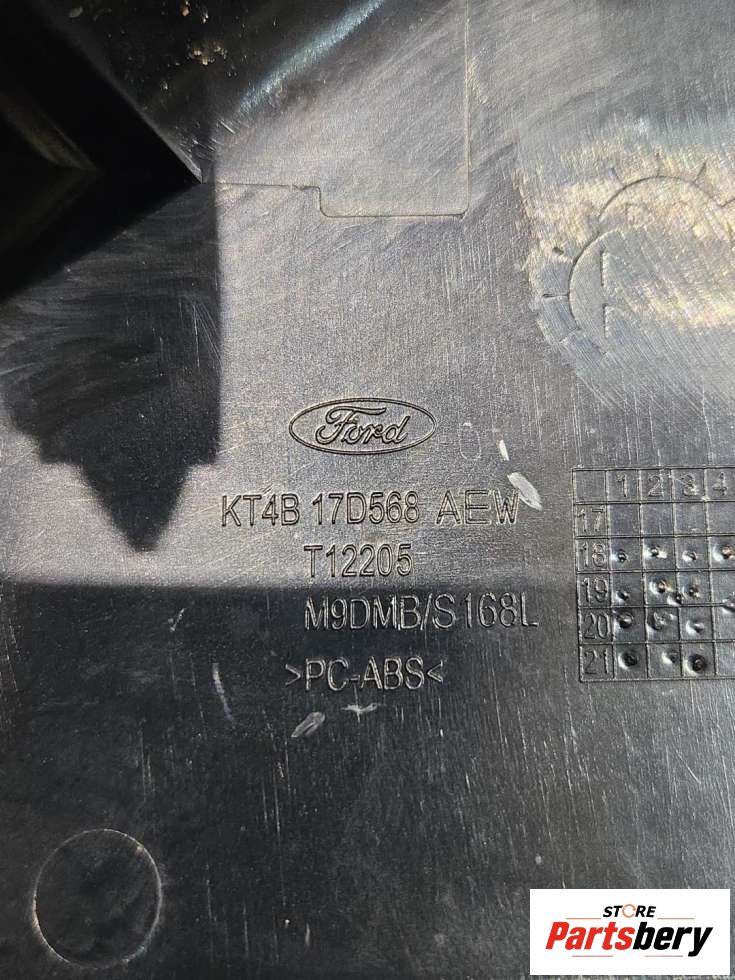 A
Ford
KT4B 17D568 AEW
T12205
M9DMB/S168L
>PC-ABS<
1 2 3 4
17
18
19
20
21
STORE
Partsbery